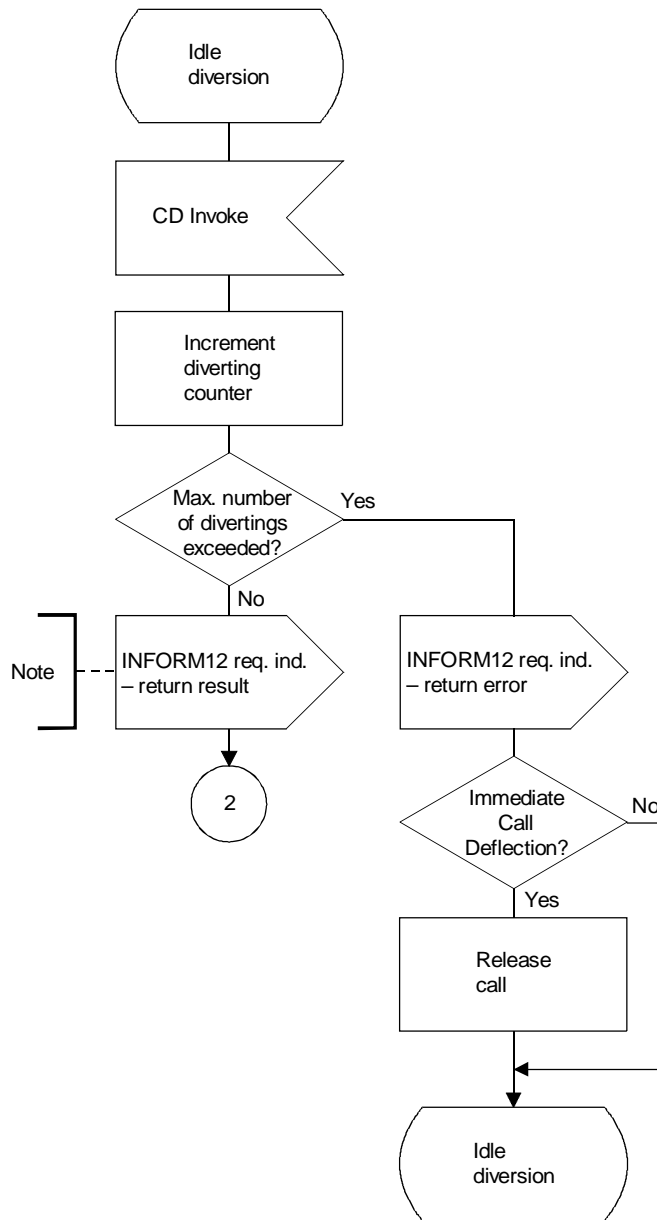 Idle
diversion
CD Invoke
Increment
diverting
counter
Max. number
of divertings
exceeded?
Yes
No
Note
INFORM12 req. ind.
– return result
INFORM12 req. ind.
– return error
2
Immediate
Call
Deflection?
No
Yes
Release
call
Idle
diversion